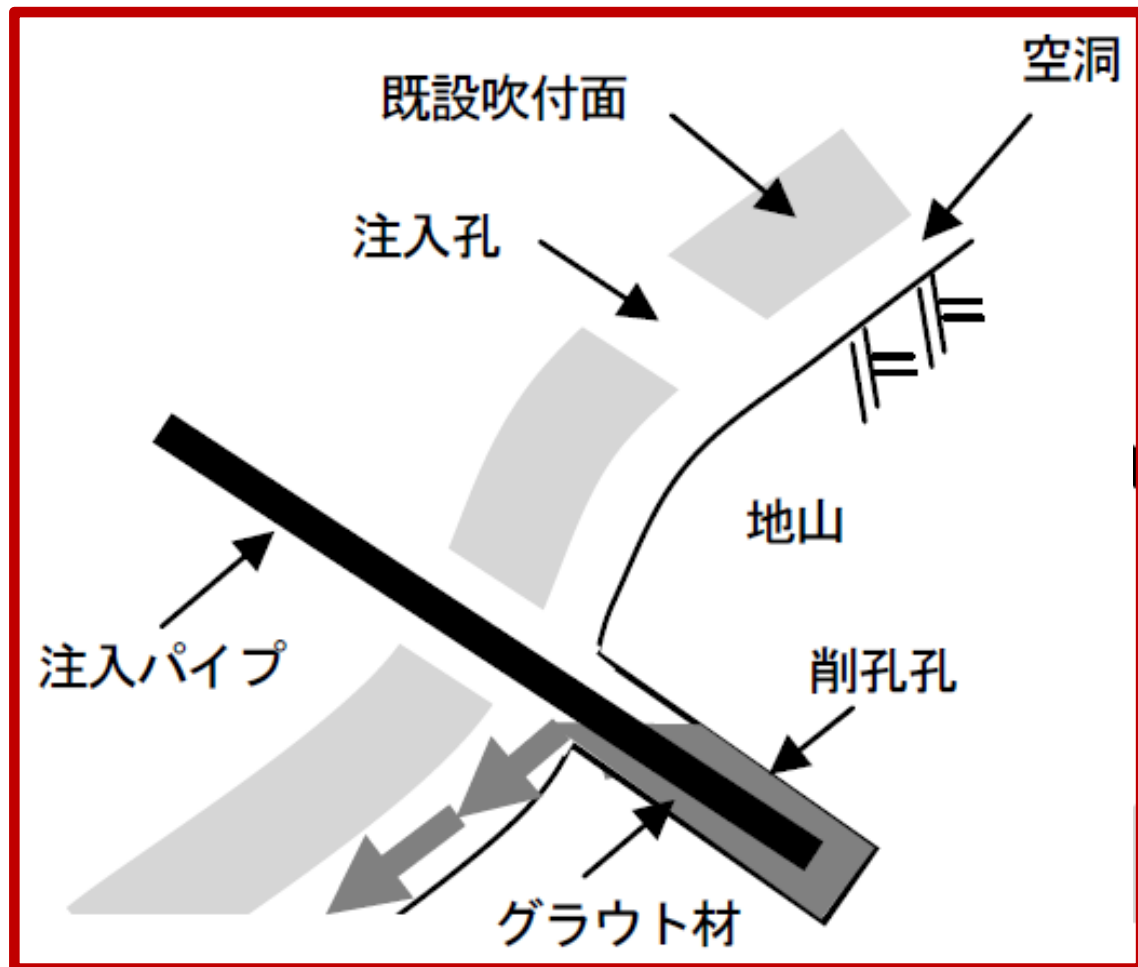 空洞
既設吹付面
注入孔
地山
注入パイプ
削孔孔
グラウト材